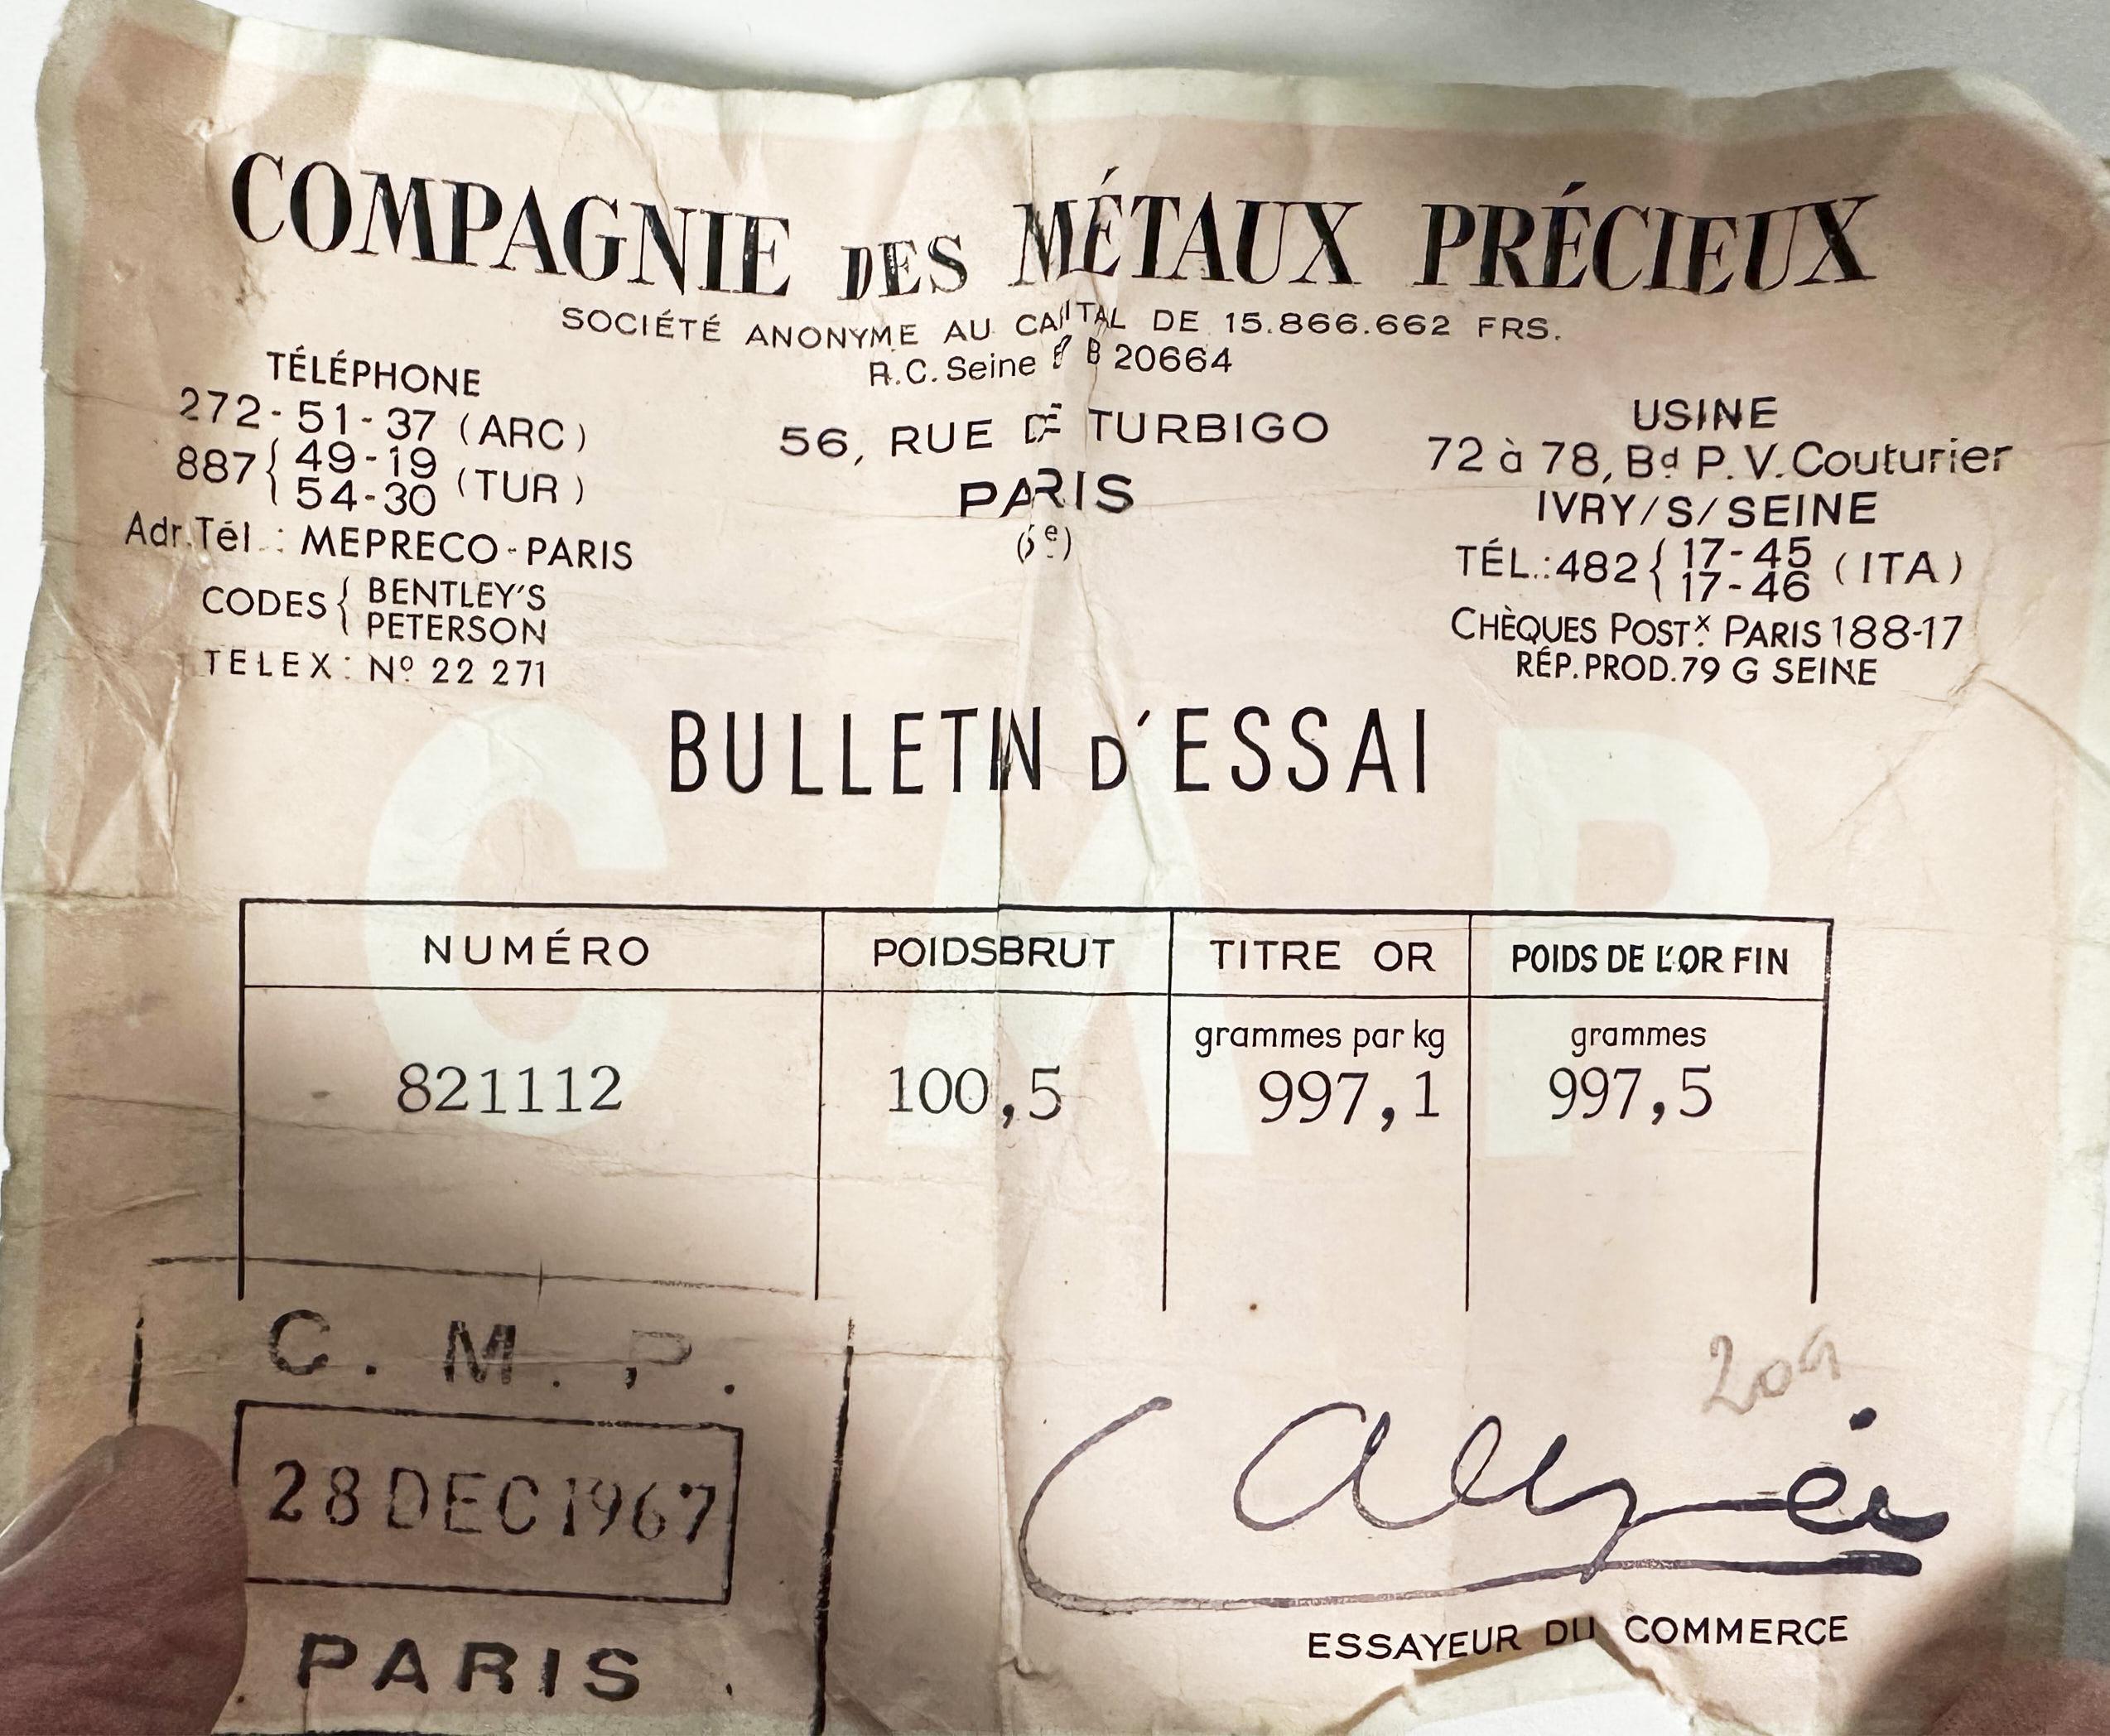 COMPAGNIE DES MÉTAUX PRÉCIEUX
SOCIÉTÉ ANONYME AU CAPITAL DE 15.866.662 FRS.
R.C. Seine B 20664
TÉLÉPHONE
272-51-37 (ARC)
887 { 49-19
54-30 (TUR)
Adr. Tél. : MEPRECO-PARIS
CODES { BENTLEY'S
PETERSON
TELEX : Nº 22 271
56, RUE DE TURBIGO
PARIS
USINE
72 à 78, Bd P. V. Couturier
IVRY/S/SEINE
TÉL.:482 { 17-45
17-46 (ITA)
CHÈQUES POSTX PARIS 188-17
RÉP. PROD. 79 G SEINE
BULLETIN D'ESSAI
C M P
NUMÉRO POIDSBRUT TITRE OR POIDS DE L'OR FIN
grammes par kg grammes
821112 100,5 997,1 997,5
C. M. P.
28 DEC 1967
PARIS
ESSAYEUR DU COMMERCE